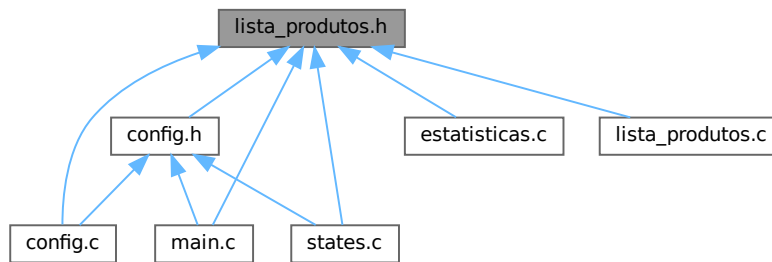 lista_produtos.h
config.h
estatisticas.c
lista_produtos.c
config.c
main.c
states.c